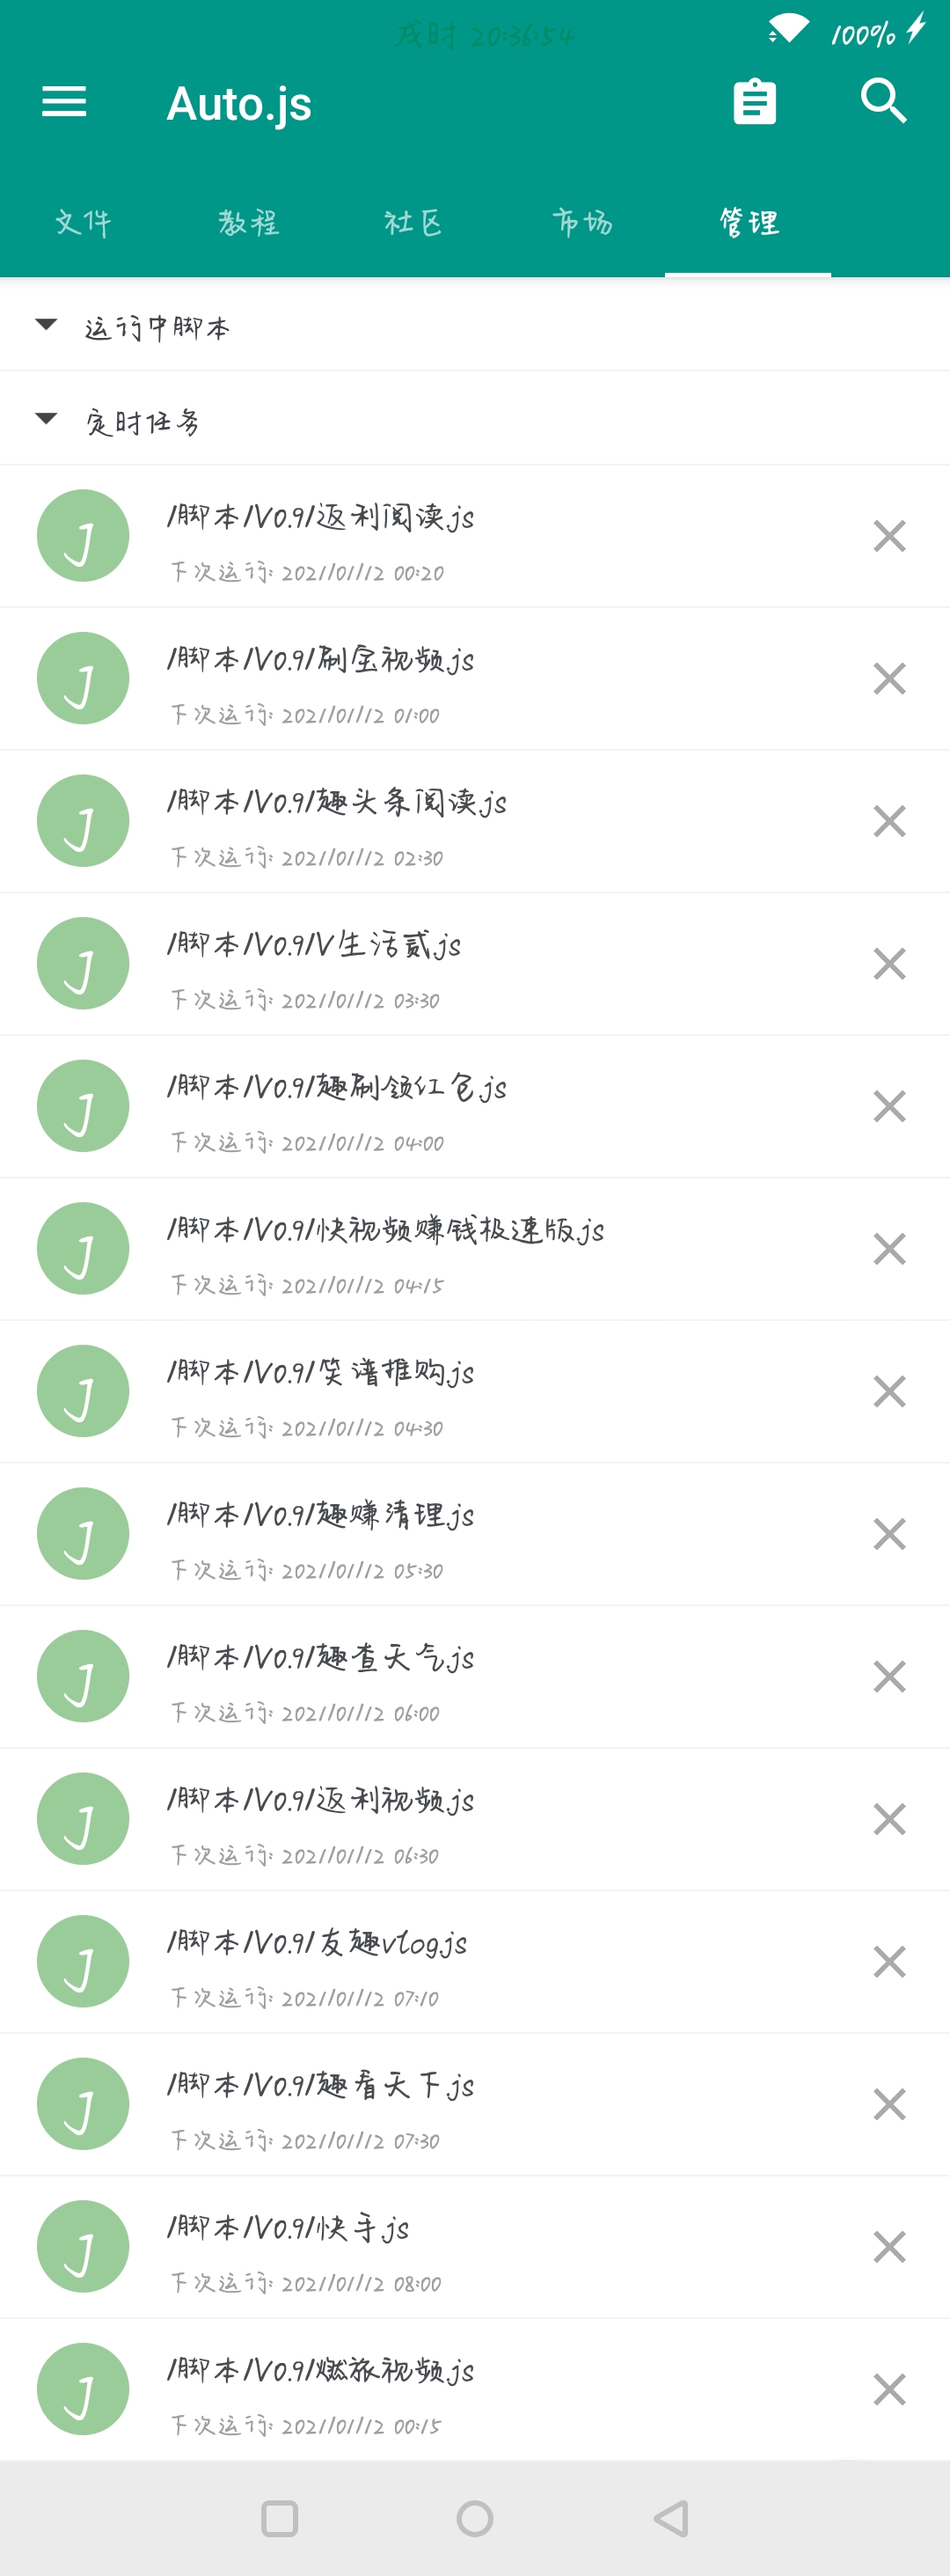 戌时 20:36:54 100%
Auto.js
文件 教程 社区 市场 管理
运行中脚本
定时任务
J
/脚本/V0.9/返利阅读.js
下次运行: 2021/01/12 00:20
J
/脚本/V0.9/刷宝视频.js
下次运行: 2021/01/12 01:00
J
/脚本/V0.9/趣头条阅读.js
下次运行: 2021/01/12 02:30
J
/脚本/V0.9/V生活贰.js
下次运行: 2021/01/12 03:30
J
/脚本/V0.9/趣刷领红包.js
下次运行: 2021/01/12 04:00
J
/脚本/V0.9/快视频赚钱极速版.js
下次运行: 2021/01/12 04:15
J
/脚本/V0.9/笑谱推购.js
下次运行: 2021/01/12 04:30
J
/脚本/V0.9/趣赚清理.js
下次运行: 2021/01/12 05:30
J
/脚本/V0.9/趣查天气.js
下次运行: 2021/01/12 06:00
J
/脚本/V0.9/返利视频.js
下次运行: 2021/01/12 06:30
J
/脚本/V0.9/友趣vlog.js
下次运行: 2021/01/12 07:10
J
/脚本/V0.9/趣看天下.js
下次运行: 2021/01/12 07:30
J
/脚本/V0.9/快手.js
下次运行: 2021/01/12 08:00
J
/脚本/V0.9/燃旅视频.js
下次运行: 2021/01/12 00:15